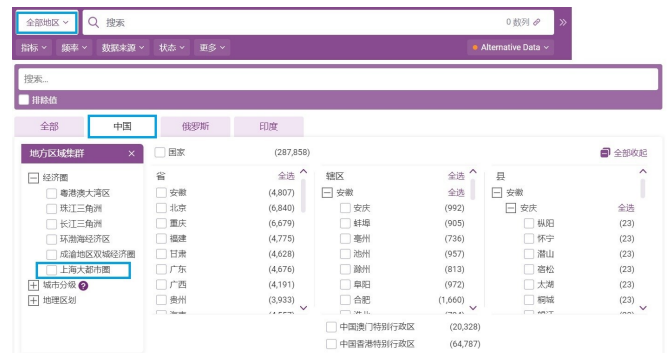 全部地区 搜索 0 数列
指标 频率 数据来源 状态 更多 Alternative Data
搜索...
排除值
全部 中国 俄罗斯 印度
地方区域集群 × 国家 (287,858) 全部收起
经济圈 省 全选 辖区 全选 县
粤港澳大湾区 安徽 (4,807) 安徽 全选 安徽
珠江三角洲 北京 (6,840) 安庆 (992) 安庆 全选
长江三角洲 重庆 (6,679) 蚌埠 (905) 枞阳 (23)
环渤海经济区 福建 (4,775) 亳州 (736) 怀宁 (23)
成渝地区双城经济圈 甘肃 (4,628) 池州 (957) 潜山 (23)
上海大都市圈 广东 (4,676) 滁州 (813) 宿松 (23)
城市分级 ? 广西 (4,191) 阜阳 (972) 太湖 (23)
地理区划 贵州 (3,933) 合肥 (1,660) 桐城 (23)
中国澳门特别行政区 (20,328)
中国香港特别行政区 (64,787)